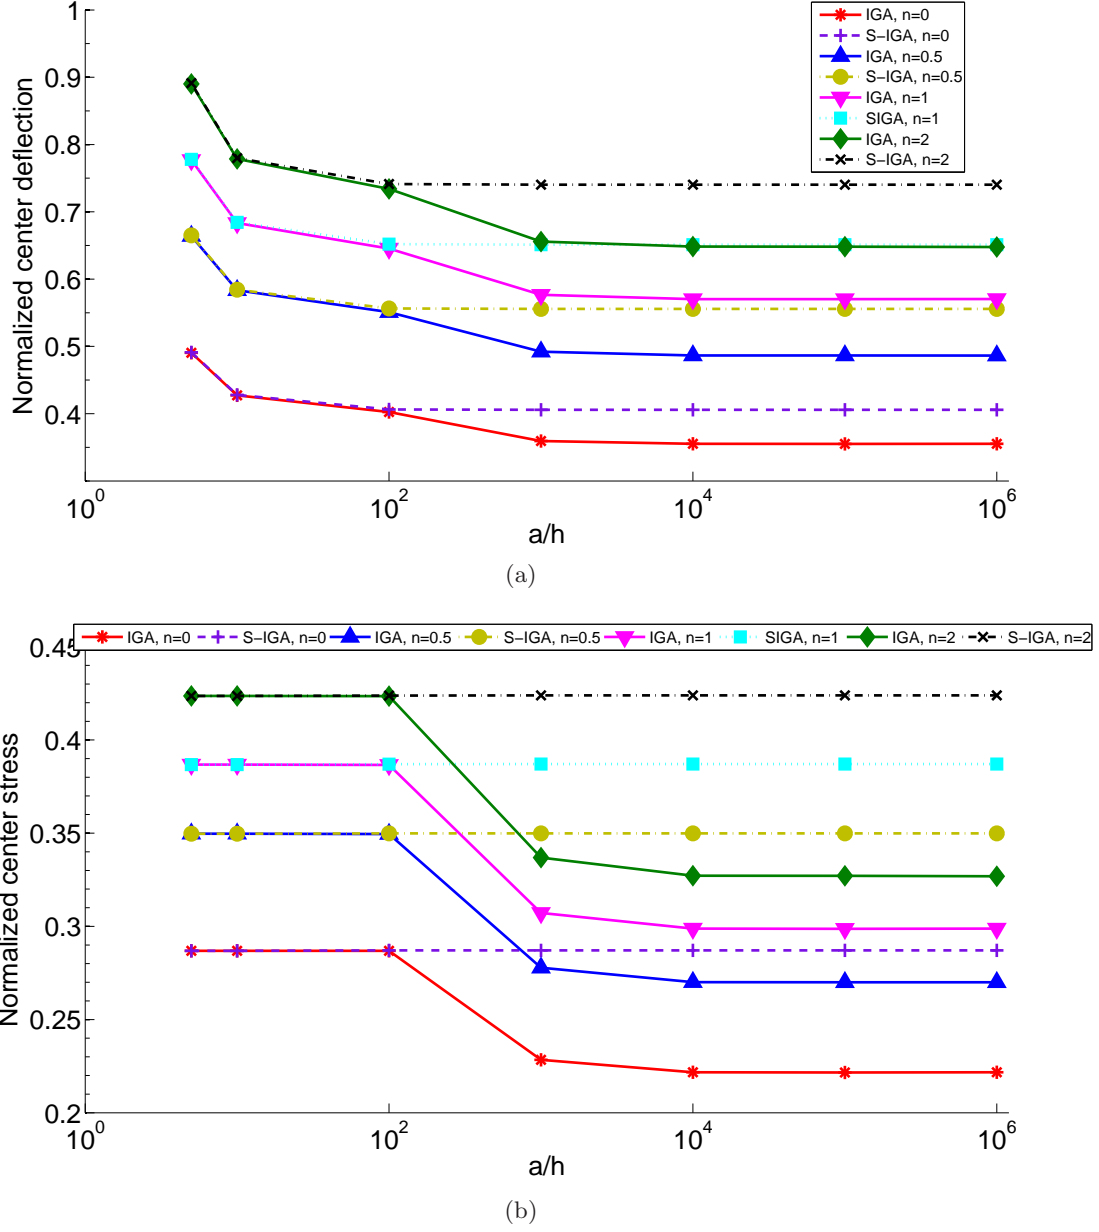 1
0.9
0.8
0.7
0.6
0.5
0.4
Normalized center deflection
IGA, n=0
S−IGA, n=0
IGA, n=0.5
S−IGA, n=0.5
IGA, n=1
SIGA, n=1
IGA, n=2
S−IGA, n=2
10^0 10^2 10^4 10^6
a/h
(a)
IGA, n=0 S−IGA, n=0 IGA, n=0.5 S−IGA, n=0.5 IGA, n=1 SIGA, n=1 IGA, n=2 S−IGA, n=2
0.45
0.4
0.35
0.3
0.25
0.2
Normalized center stress
10^0 10^2 10^4 10^6
a/h
(b)